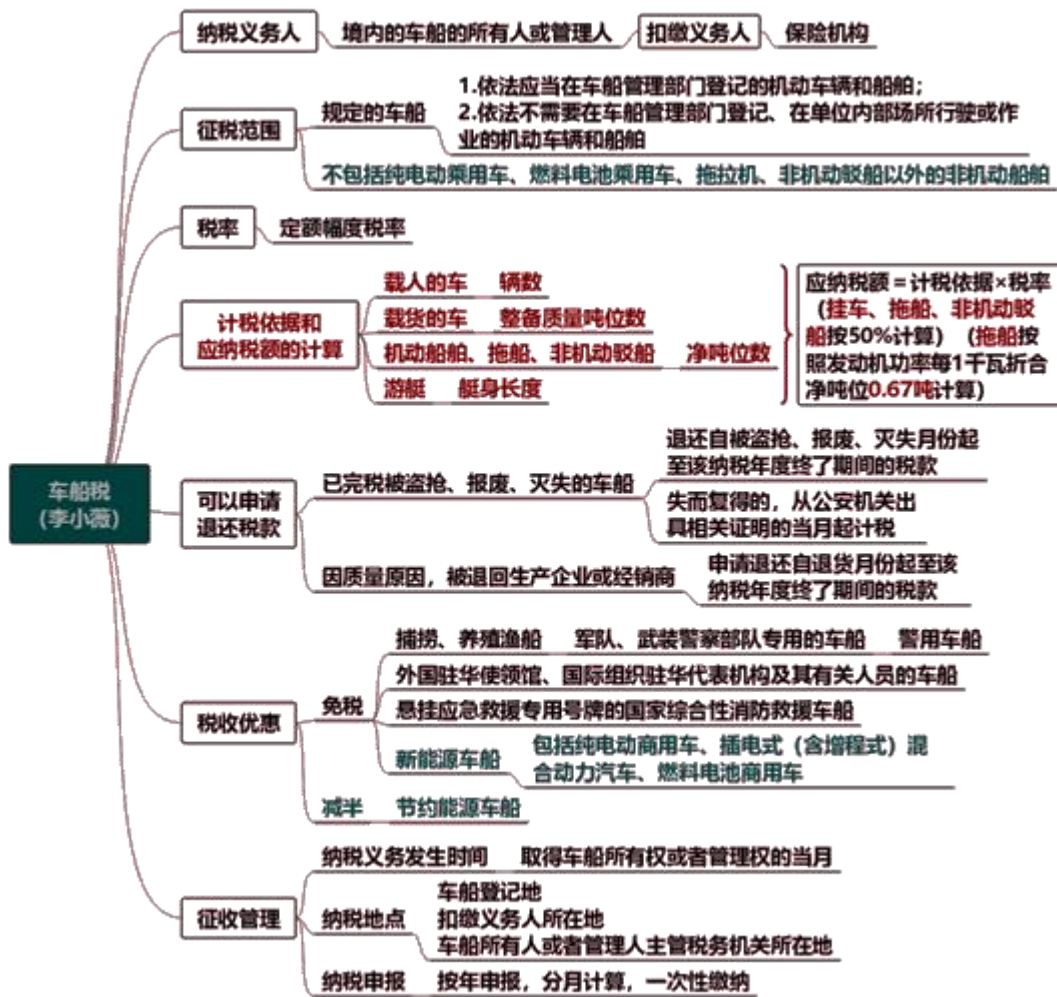 纳税义务人
境内的车船的所有人或管理人
扣缴义务人
保险机构
征税范围
规定的车船
1.依法应当在车船管理部门登记的机动车辆和船舶;
2.依法不需要在车船管理部门登记、在单位内部场所行驶或作
业的机动车辆和船舶
不包括纯电动乘用车、燃料电池乘用车、拖拉机、非机动驳船以外的非机动船舶
税率
定额幅度税率
计税依据和
应纳税额的计算
载人的车
辆数
载货的车
整备质量吨位数
机动船舶、拖船、非机动驳船
净吨位数
游艇
艇身长度
应纳税额=计税依据×税率
(挂车、拖船、非机动驳
船按50%计算)(拖船按
照发动机功率每1千瓦折合
净吨位0.67吨计算)
车船税
(李小薇)
可以申请
退还税款
已完税被盗抢、报废、灭失的车船
退还自被盗抢、报废、灭失月份起
至该纳税年度终了期间的税款
失而复得的,从公安机关出
具相关证明的当月起计税
因质量原因,被退回生产企业或经销商
申请退还自退货月份起至该
纳税年度终了期间的税款
税收优惠
免税
捕捞、养殖渔船
军队、武装警察部队专用的车船
警用车船
外国驻华使领馆、国际组织驻华代表机构及其有关人员的车船
悬挂应急救援专用号牌的国家综合性消防救援车船
新能源车船
包括纯电动商用车、插电式(含增程式)混
合动力汽车、燃料电池商用车
减半
节约能源车船
征收管理
纳税义务发生时间
取得车船所有权或者管理权的当月
纳税地点
车船登记地
扣缴义务人所在地
车船所有人或者管理人主管税务机关所在地
纳税申报
按年申报,分月计算,一次性缴纳